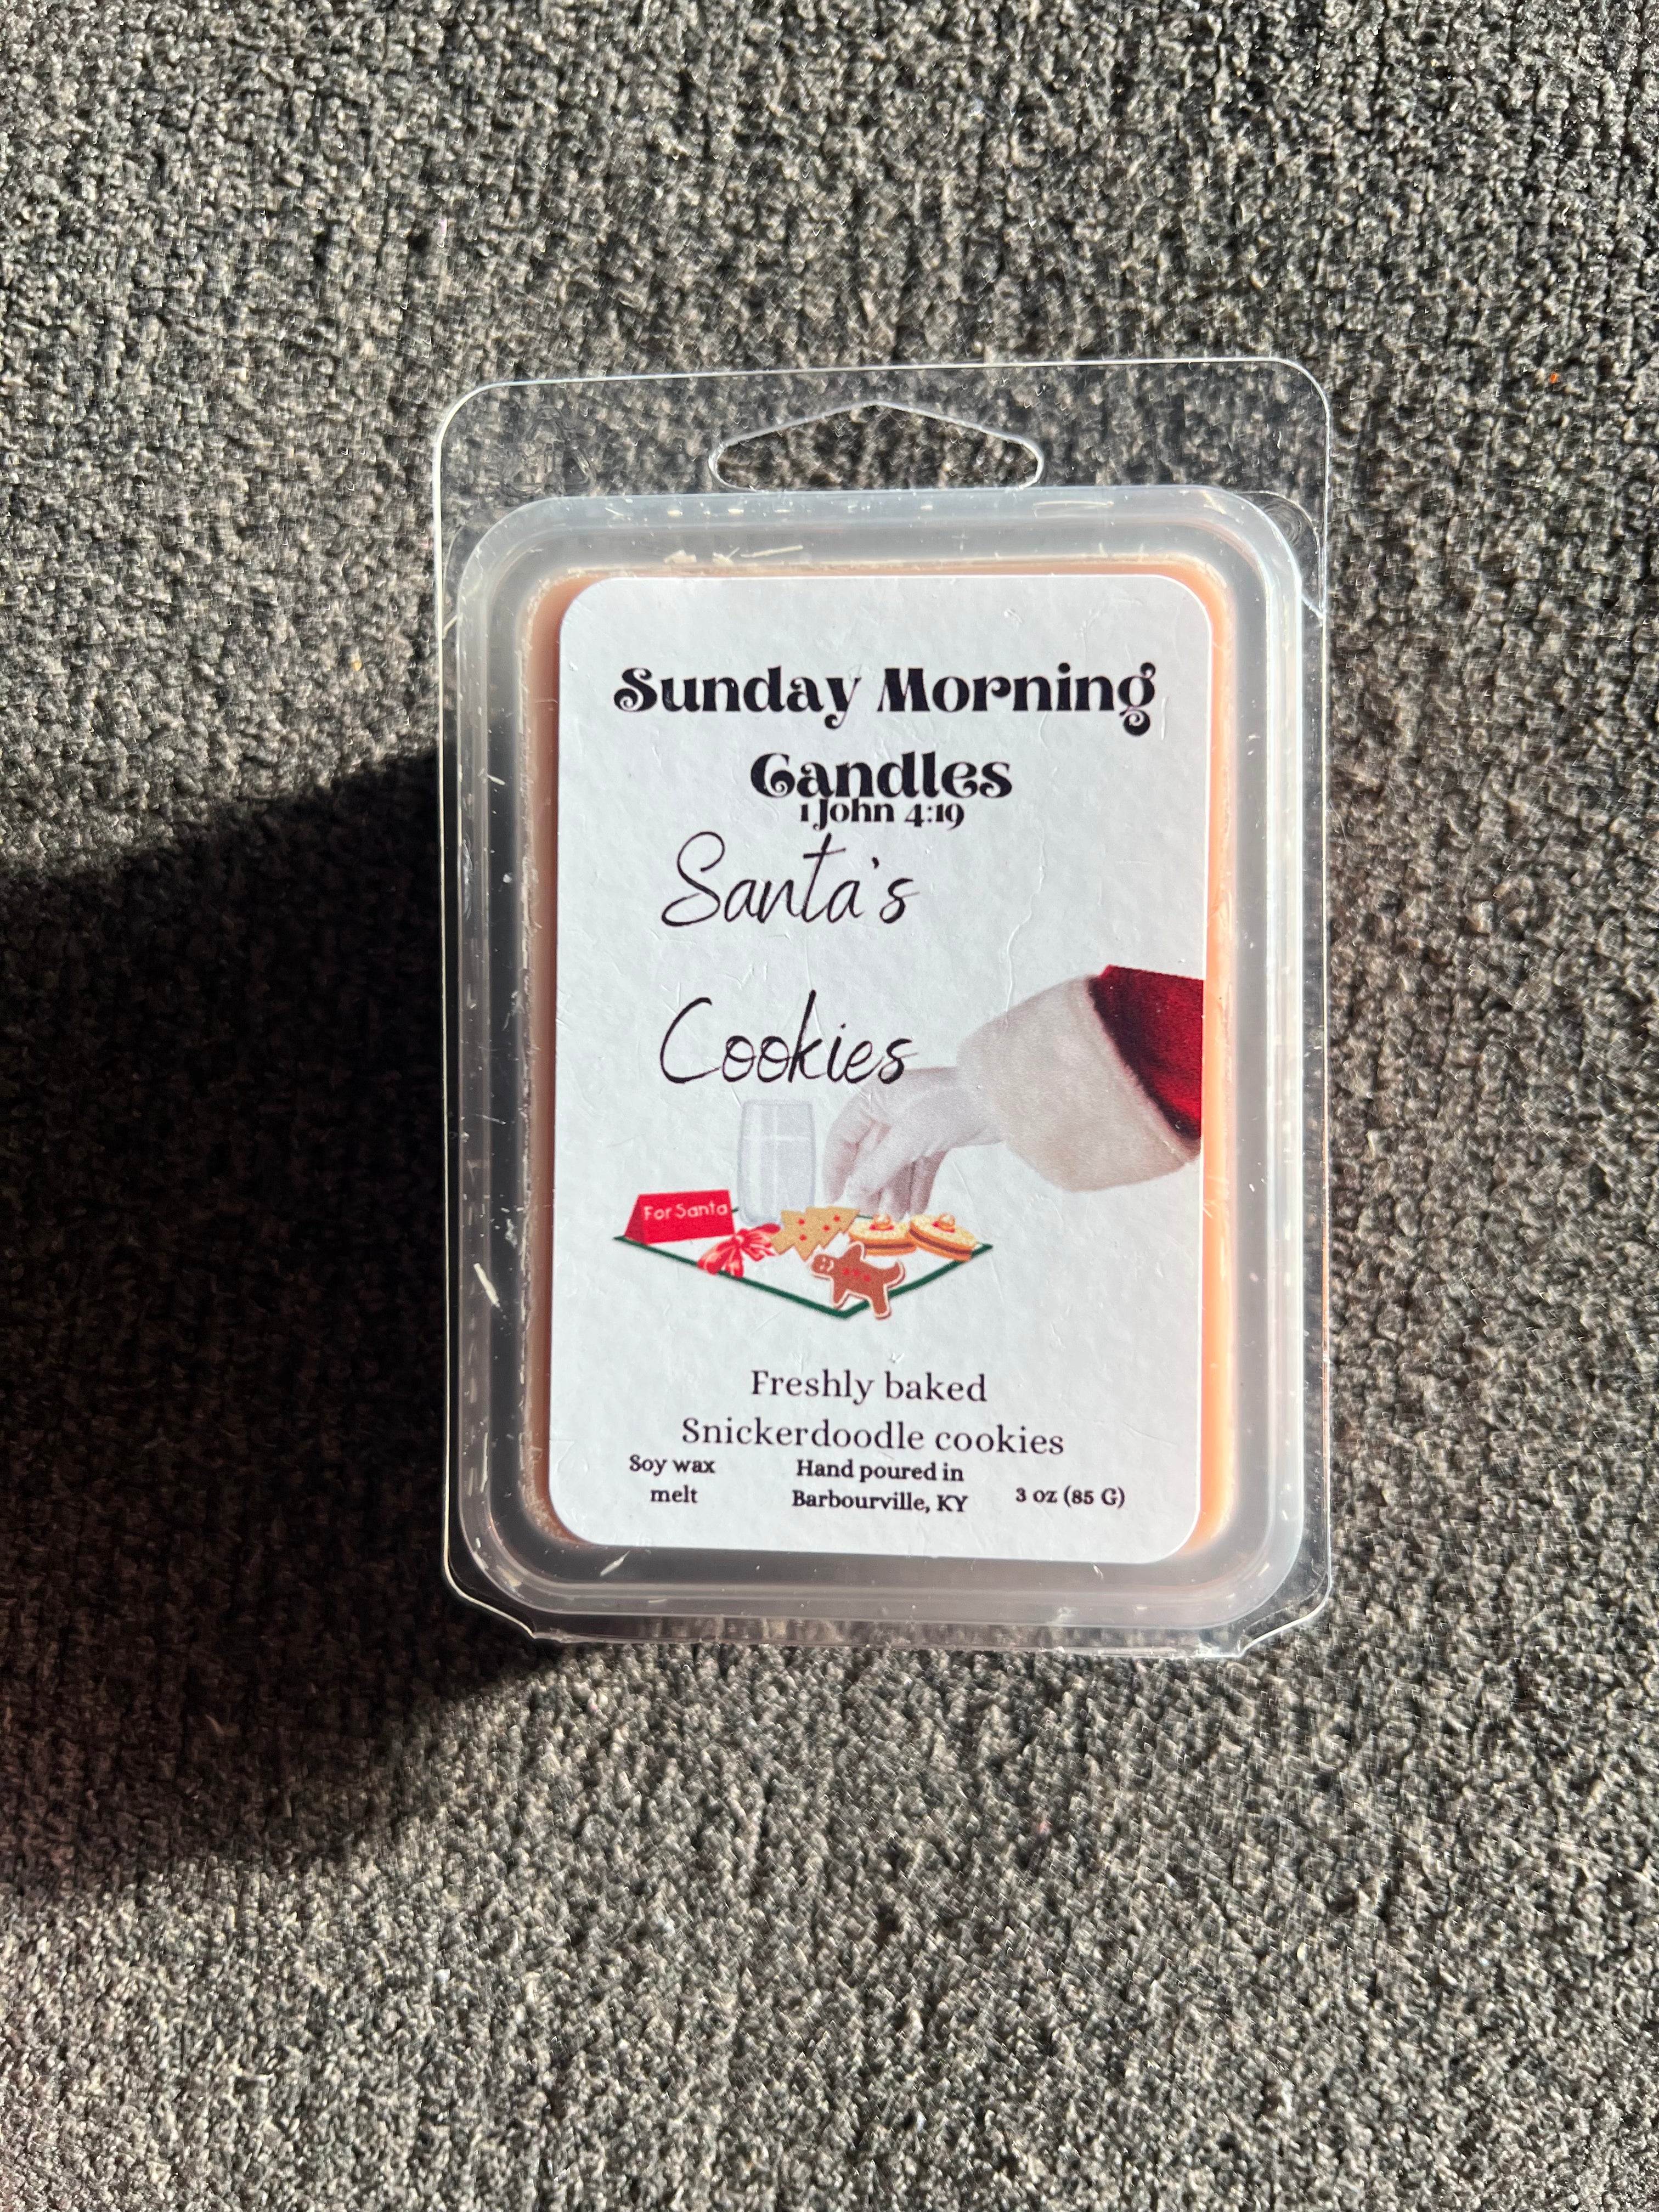 Sunday Morning
Candles
1 John 4:19
Santa's
Cookies
For Santa
Freshly baked
Snickerdoodle cookies
Soy wax
melt
Hand poured in
Barbourville, KY
3 oz (85 G)